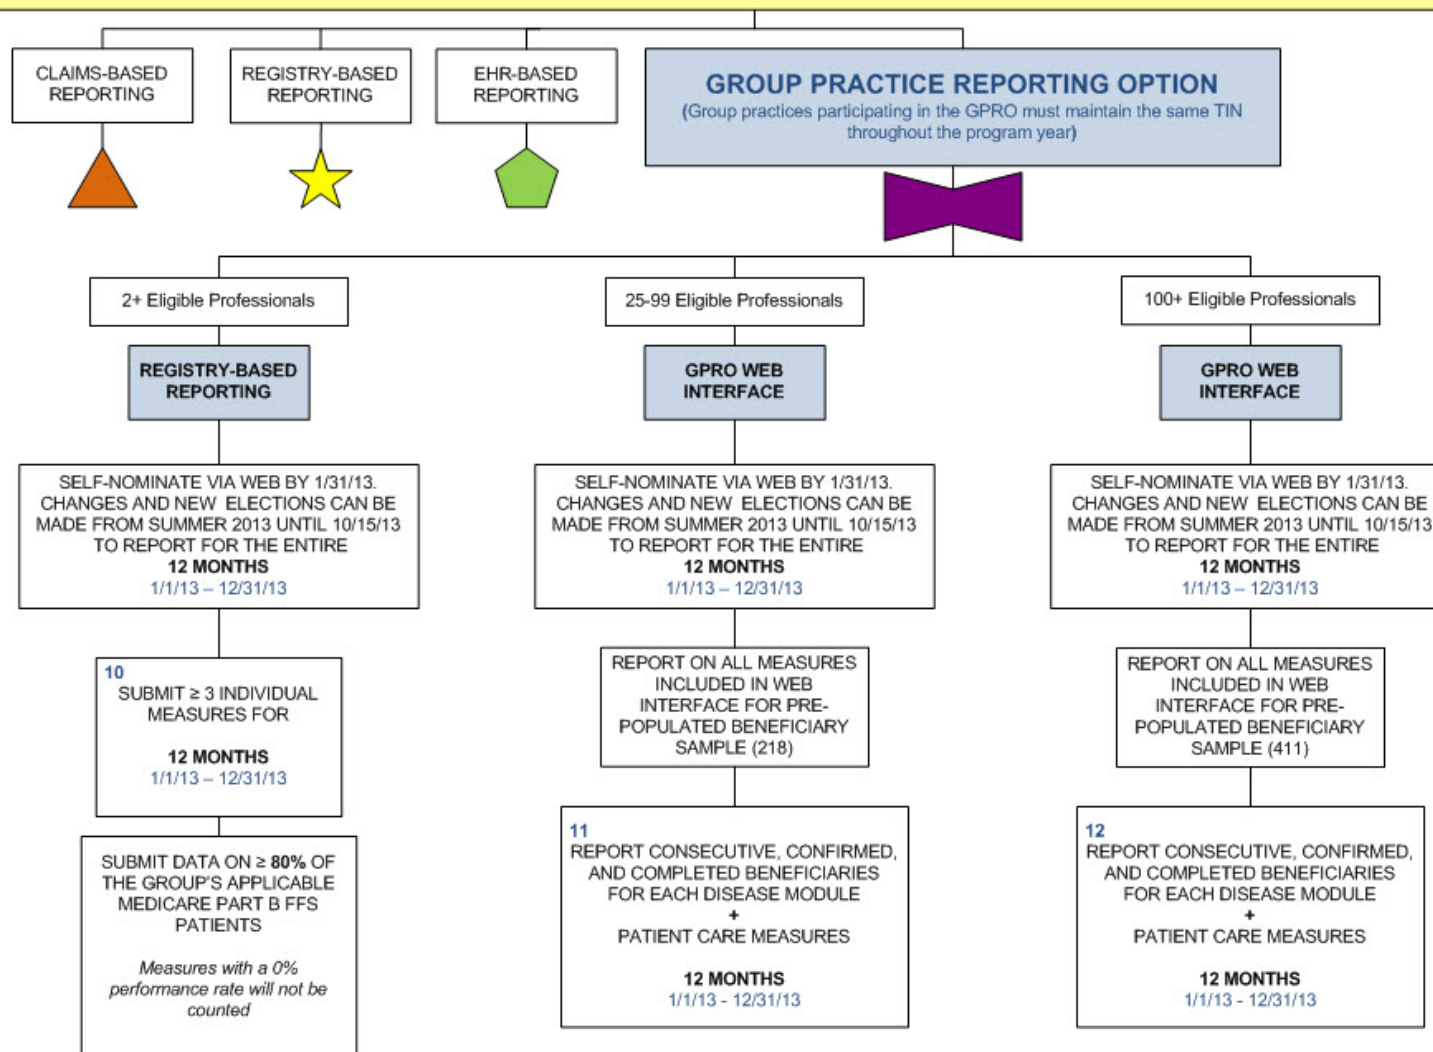 CLAIMS-BASED
REPORTING
REGISTRY-BASED
REPORTING
EHR-BASED
REPORTING
GROUP PRACTICE REPORTING OPTION
(Group practices participating in the GPRO must maintain the same TIN
throughout the program year)
2+ Eligible Professionals
25-99 Eligible Professionals
100+ Eligible Professionals
REGISTRY-BASED
REPORTING
GPRO WEB
INTERFACE
GPRO WEB
INTERFACE
SELF-NOMINATE VIA WEB BY 1/31/13.
CHANGES AND NEW ELECTIONS CAN BE
MADE FROM SUMMER 2013 UNTIL 10/15/13
TO REPORT FOR THE ENTIRE
12 MONTHS
1/1/13 – 12/31/13
SELF-NOMINATE VIA WEB BY 1/31/13.
CHANGES AND NEW ELECTIONS CAN BE
MADE FROM SUMMER 2013 UNTIL 10/15/13
TO REPORT FOR THE ENTIRE
12 MONTHS
1/1/13 – 12/31/13
SELF-NOMINATE VIA WEB BY 1/31/13.
CHANGES AND NEW ELECTIONS CAN BE
MADE FROM SUMMER 2013 UNTIL 10/15/13
TO REPORT FOR THE ENTIRE
12 MONTHS
1/1/13 – 12/31/13
10
SUBMIT ≥ 3 INDIVIDUAL
MEASURES FOR
12 MONTHS
1/1/13 – 12/31/13
REPORT ON ALL MEASURES
INCLUDED IN WEB
INTERFACE FOR PRE-
POPULATED BENEFICIARY
SAMPLE (218)
REPORT ON ALL MEASURES
INCLUDED IN WEB
INTERFACE FOR PRE-
POPULATED BENEFICIARY
SAMPLE (411)
SUBMIT DATA ON ≥ 80% OF
THE GROUP'S APPLICABLE
MEDICARE PART B FFS
PATIENTS
Measures with a 0%
performance rate will not be
counted
11
REPORT CONSECUTIVE, CONFIRMED,
AND COMPLETED BENEFICIARIES
FOR EACH DISEASE MODULE
+
PATIENT CARE MEASURES
12 MONTHS
1/1/13 - 12/31/13
12
REPORT CONSECUTIVE, CONFIRMED,
AND COMPLETED BENEFICIARIES
FOR EACH DISEASE MODULE
+
PATIENT CARE MEASURES
12 MONTHS
1/1/13 - 12/31/13